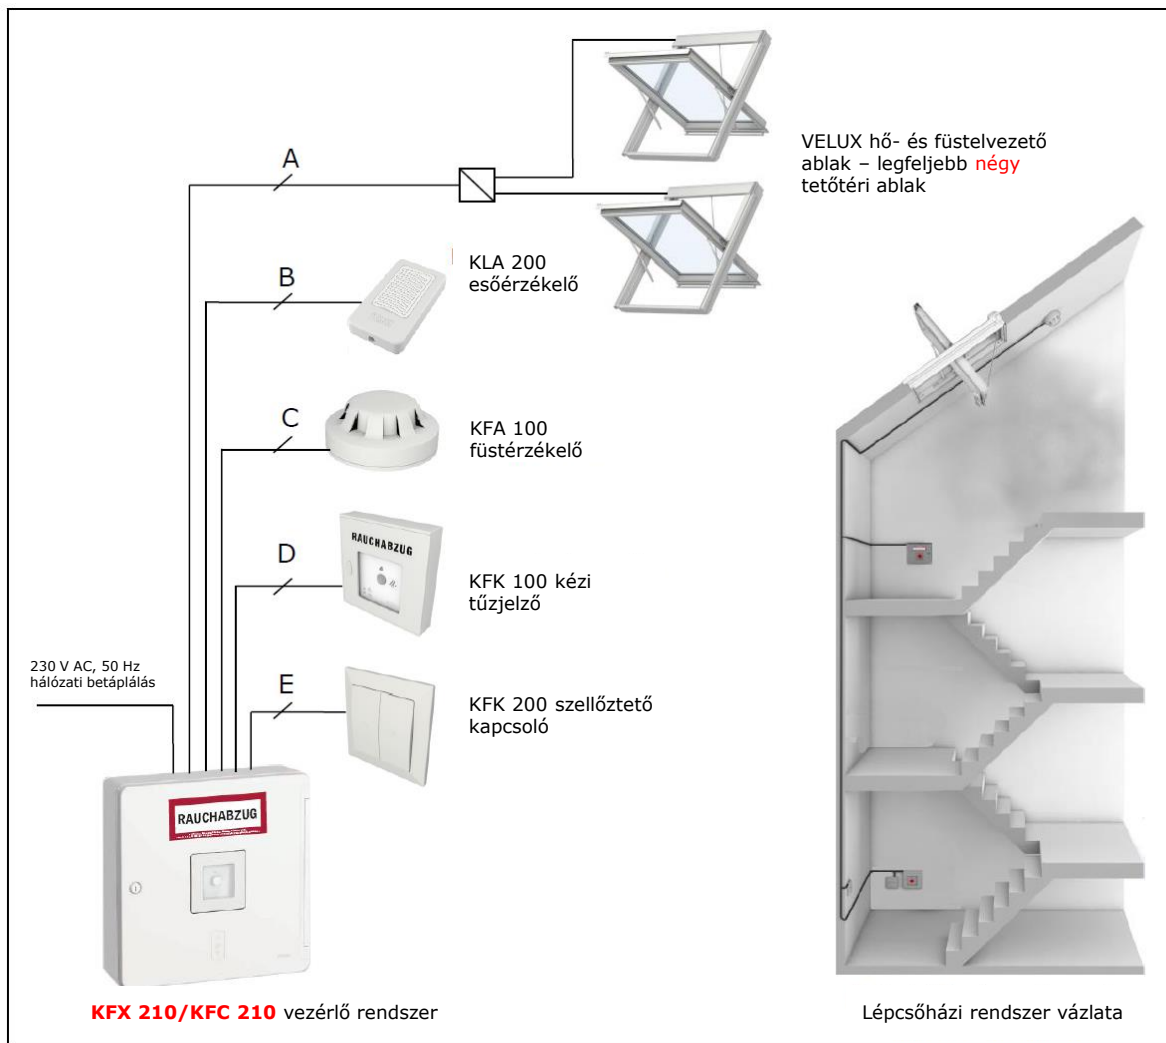 A
VELUX hő- és füstelvezető
ablak – legfeljebb négy
tetőtéri ablak
B
KLA 200
esőérzékelő
C
KFA 100
füstérzékelő
D
RAUCHABZUG
KFK 100 kézi
tűzjelző
E
KFK 200 szellőztető
kapcsoló
230 V AC, 50 Hz
hálózati betáplálás
RAUCHABZUG
KFX 210/KFC 210 vezérlő rendszer
Lépcsőházi rendszer vázlata